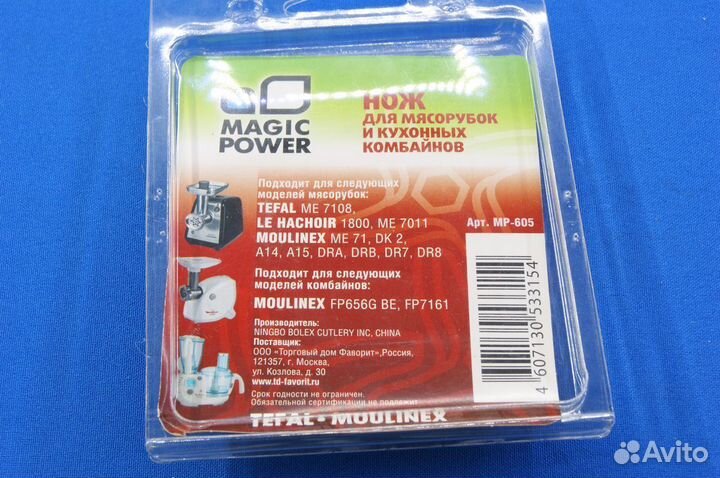 MAGIC
POWER
НОЖ
ДЛЯ МЯСОРУБОК
И КУХОННЫХ
КОМБАЙНОВ
Подходит для следующих
моделей мясорубок:
TEFAL ME 7108,
LE HACHOIR 1800, ME 7011
MOULINEX ME 71, DK 2,
A14, A15, DRA, DRB, DR7, DR8
Арт. MP-605
Подходит для следующих
моделей комбайнов:
MOULINEX FP656G BE, FP7161
Производитель:
NINGBO BOLEX CUTLERY INC, CHINA
Поставщик:
ООО «Торговый дом Фаворит»,Россия,
121357, г. Москва,
ул. Козлова, д. 30
www.td-favorit.ru
Срок годности не ограничен.
Обязательной сертификации не подлежит
TEFAL • MOULINEX
4 607130 533154
Avito